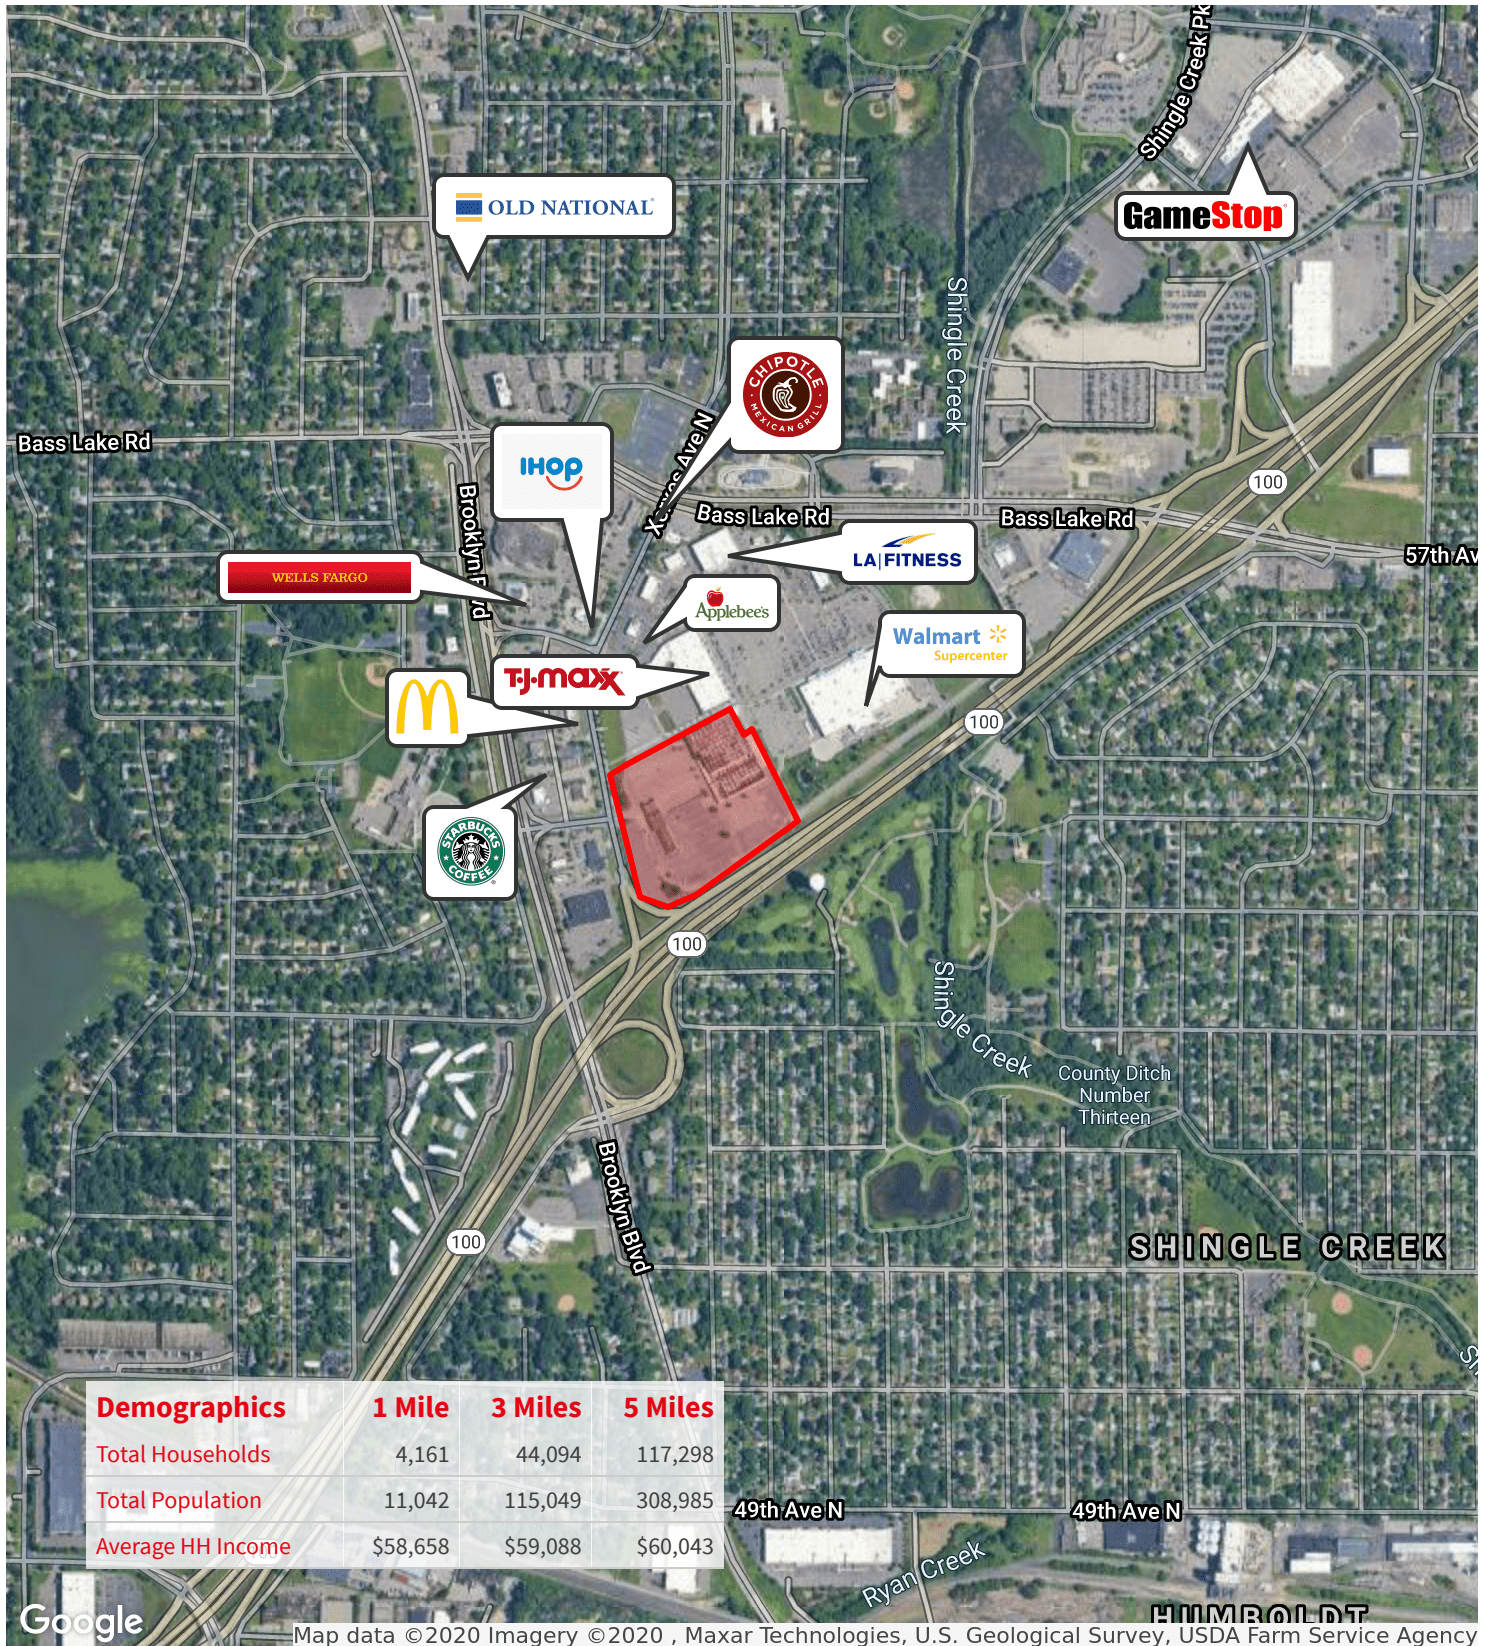 Shingle Creek Pk
OLD NATIONAL
GameStop
Shingle Creek
CHIPOTLE
MEXICAN GRILL
Bass Lake Rd
IHOP
Ave N
100
Brooklyn
Bass Lake Rd
Bass Lake Rd
LA|FITNESS
57th Av
WELLS FARGO
Applebee's
Walmart
Supercenter
T·J·maxx
100
STARBUCKS
COFFEE
100
Shingle Creek
County Ditch
Number
Thirteen
Brooklyn Blvd
100
SHINGLE CREEK
Demographics 1 Mile 3 Miles 5 Miles
Total Households 4,161 44,094 117,298
Total Population 11,042 115,049 308,985
Average HH Income $58,658 $59,088 $60,043
49th Ave N
49th Ave N
Ryan Creek
HUMBOLDT
Google
Map data ©2020 Imagery ©2020 , Maxar Technologies, U.S. Geological Survey, USDA Farm Service Agency